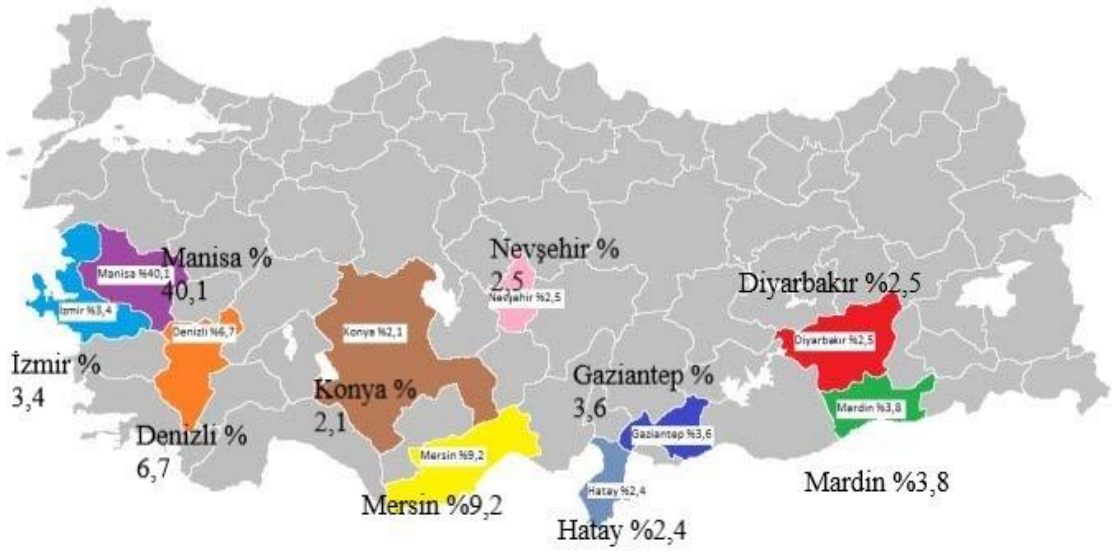 Manisa %
40,1
Manisa %40,1
İzmir %3,4
İzmir %
3,4
Denizli %6,7
Denizli %
6,7
Konya %2,1
Konya %
2,1
Nevşehir %
2,5
Nevşehir %2,5
Mersin %9,2
Mersin %9,2
Gaziantep %
3,6
Gaziantep %3,6
Hatay %2,4
Hatay %2,4
Diyarbakır %2,5
Diyarbakır %2,5
Mardin %3,8
Mardin %3,8